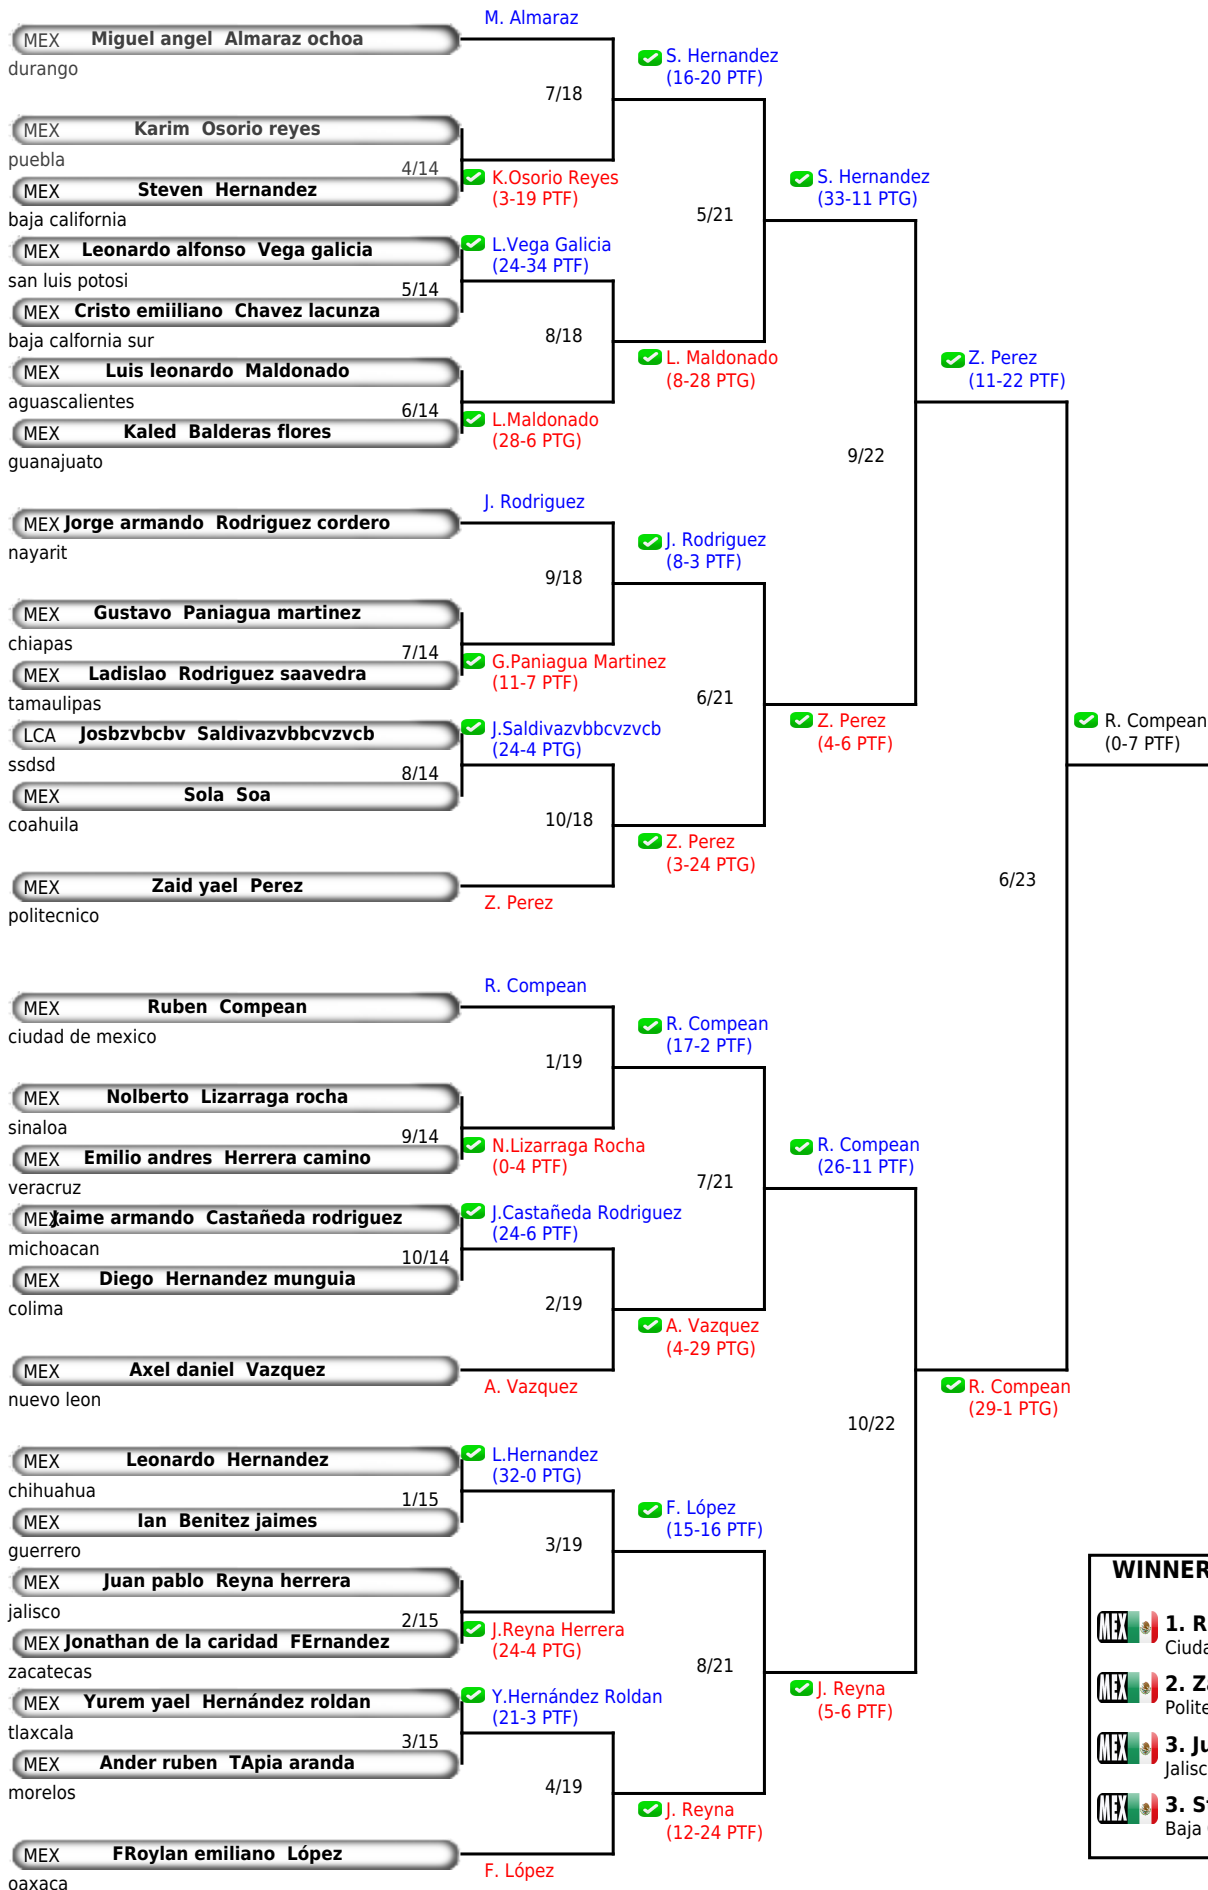 M. Almaraz
MEX Miguel angel Almaraz ochoa
durango
S. Hernandez
(16-20 PTF)
7/18
MEX Karim Osorio reyes
puebla
4/14
K.Osorio Reyes
(3-19 PTF)
MEX Steven Hernandez
baja california
S. Hernandez
(33-11 PTG)
5/21
MEX Leonardo alfonso Vega galicia
san luis potosi
L.Vega Galicia
(24-34 PTF)
5/14
MEX Cristo emiiliano Chavez lacunza
baja calfornia sur
8/18
L. Maldonado
(8-28 PTG)
MEX Luis leonardo Maldonado
aguascalientes
6/14
L.Maldonado
(28-6 PTG)
MEX Kaled Balderas flores
guanajuato
Z. Perez
(11-22 PTF)
9/22
J. Rodriguez
MEX Jorge armando Rodriguez cordero
nayarit
J. Rodriguez
(8-3 PTF)
9/18
MEX Gustavo Paniagua martinez
chiapas
7/14
G.Paniagua Martinez
(11-7 PTF)
MEX Ladislao Rodriguez saavedra
tamaulipas
6/21
Z. Perez
(4-6 PTF)
R. Compean
(0-7 PTF)
LCA Josbzvbcbv Saldivazvbbcvzvcb
ssdsd
J.Saldivazvbbcvzvcb
(24-4 PTG)
8/14
MEX Sola Soa
coahuila
10/18
Z. Perez
(3-24 PTG)
MEX Zaid yael Perez
politecnico
Z. Perez
6/23
R. Compean
MEX Ruben Compean
ciudad de mexico
R. Compean
(17-2 PTF)
1/19
MEX Nolberto Lizarraga rocha
sinaloa
9/14
N.Lizarraga Rocha
(0-4 PTF)
MEX Emilio andres Herrera camino
veracruz
R. Compean
(26-11 PTF)
7/21
MEX Jaime armando Castañeda rodriguez
michoacan
J.Castañeda Rodriguez
(24-6 PTF)
10/14
MEX Diego Hernandez munguia
colima
2/19
A. Vazquez
(4-29 PTG)
MEX Axel daniel Vazquez
nuevo leon
A. Vazquez
R. Compean
(29-1 PTG)
10/22
MEX Leonardo Hernandez
chihuahua
L.Hernandez
(32-0 PTG)
1/15
MEX Ian Benitez jaimes
guerrero
F. López
(15-16 PTF)
3/19
MEX Juan pablo Reyna herrera
jalisco
2/15
J.Reyna Herrera
(24-4 PTG)
MEX Jonathan de la caridad FErnandez
zacatecas
8/21
J. Reyna
(5-6 PTF)
MEX Yurem yael Hernández roldan
tlaxcala
Y.Hernández Roldan
(21-3 PTF)
3/15
MEX Ander ruben TApia aranda
morelos
4/19
J. Reyna
(12-24 PTF)
MEX FRoylan emiliano López
oaxaca
F. López
WINNER
MEX 1. R
Ciuda
MEX 2. Za
Polite
MEX 3. Ju
Jalisc
MEX 3. St
Baja